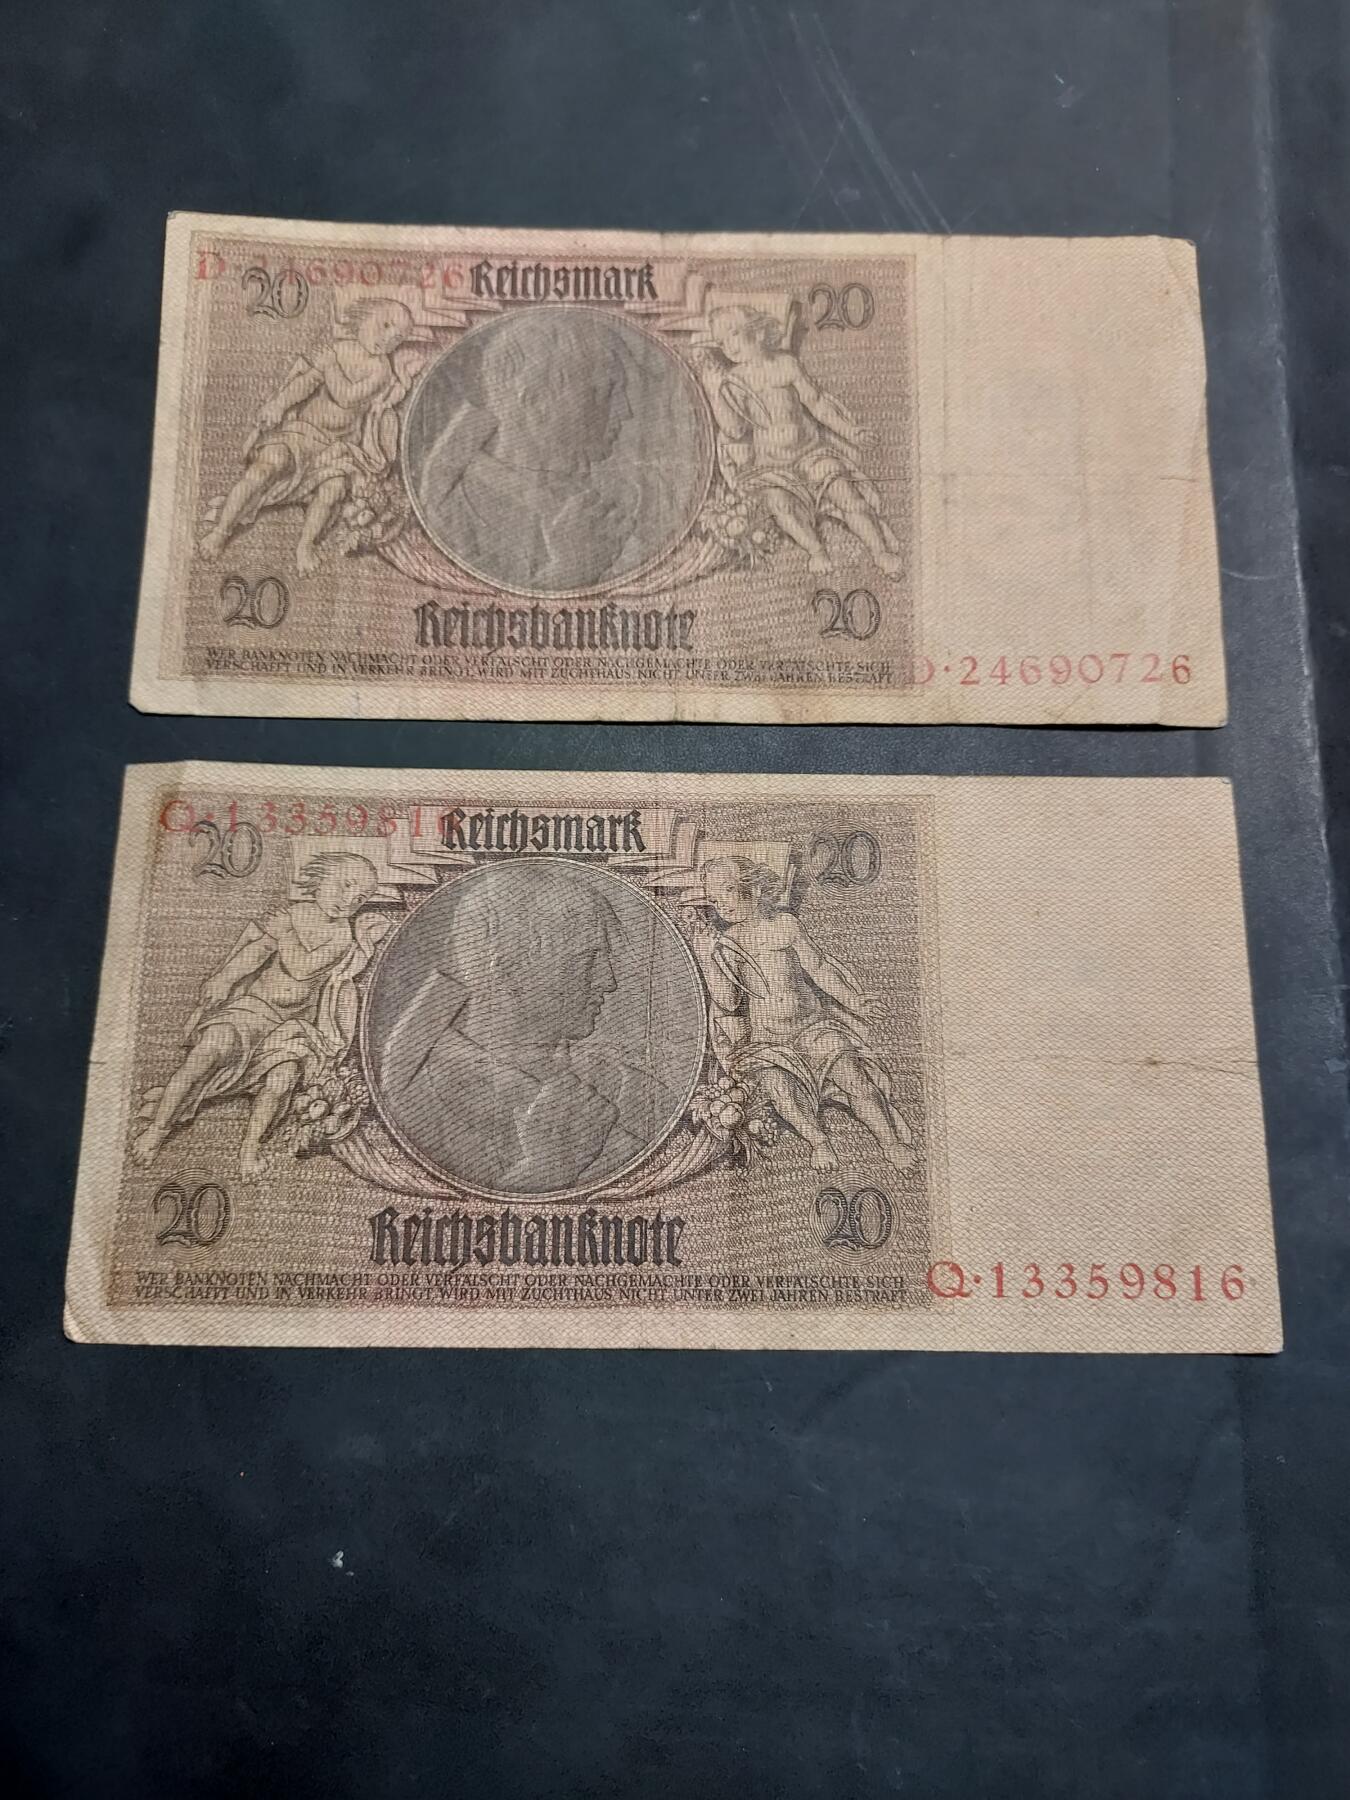 D·24690726 Reichsmark
20 20
20 20
Reichsbanknote
WER BANKNOTEN NACHMACHT ODER VERFÄLSCHT ODER NACHGEMACHTE ODER VERFÄLSCHTE SICH
VERSCHAFFT UND IN VERKEHR BRINGT, WIRD MIT ZUCHTHAUS NICHT UNTER ZWEI JAHREN BESTRAFT
D·24690726
Q·13359816 Reichsmark
20 20
20 20
Reichsbanknote
WER BANKNOTEN NACHMACHT ODER VERFÄLSCHT ODER NACHGEMACHTE ODER VERFÄLSCHTE SICH
VERSCHAFFT UND IN VERKEHR BRINGT, WIRD MIT ZUCHTHAUS NICHT UNTER ZWEI JAHREN BESTRAFT
Q·13359816